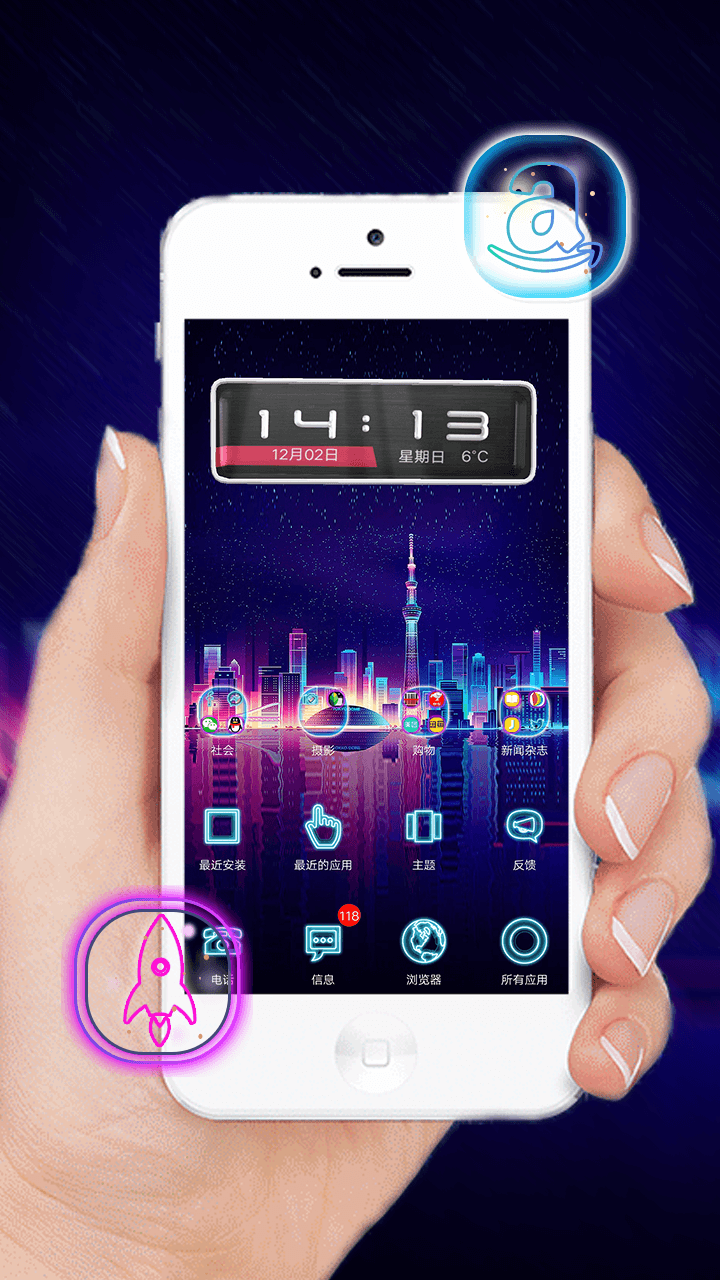 a
14:13
12月02日
星期日 6°C
社会
摄影
购物
新闻杂志
最近安装
最近的应用
主题
反馈
118
电话
信息
浏览器
所有应用